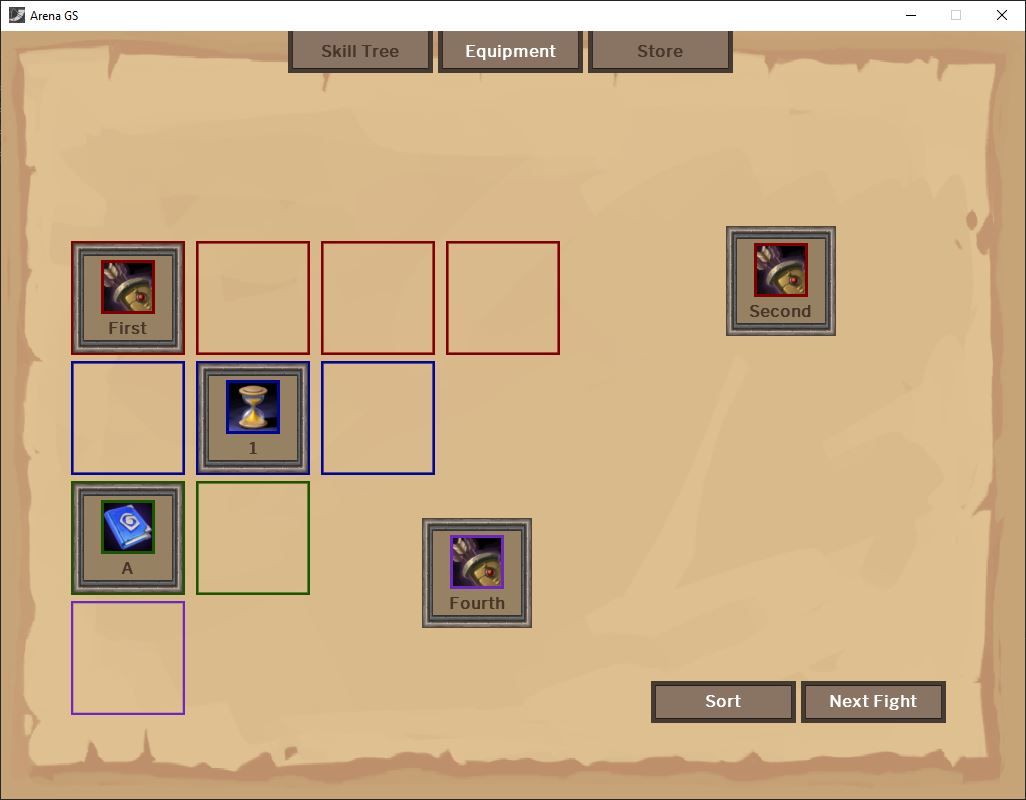 Arena GS
Skill Tree
Equipment
Store
First
Second
1
A
Fourth
Sort
Next Fight